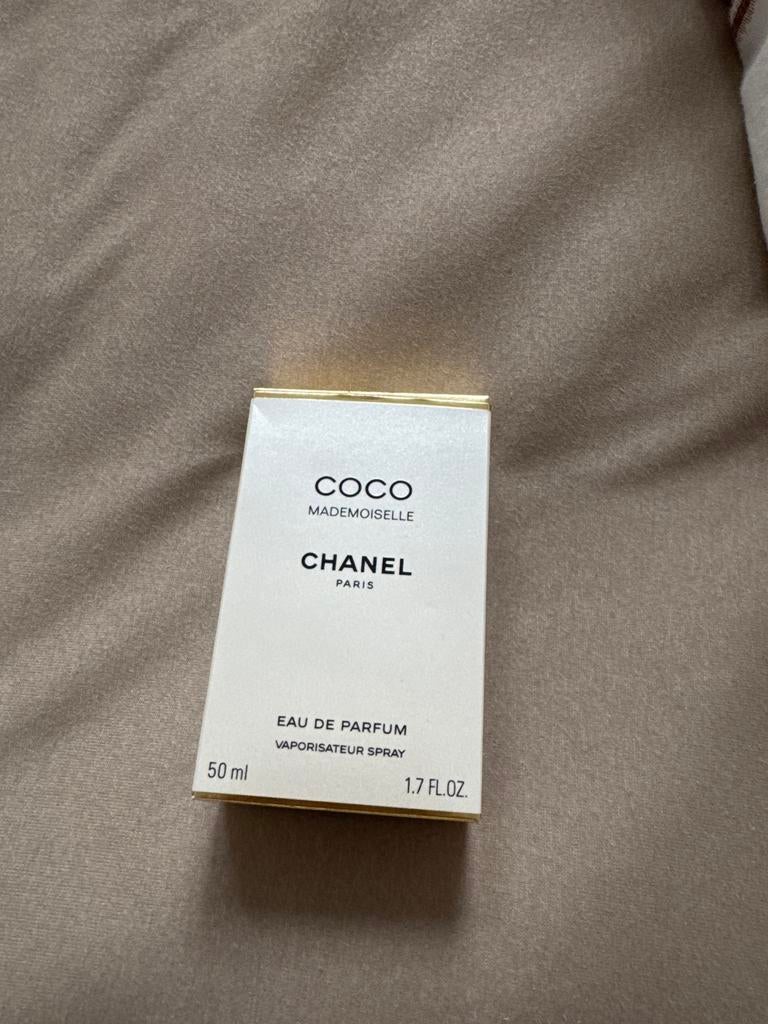 COCO
MADEMOISELLE
CHANEL
PARIS
EAU DE PARFUM
VAPORISATEUR SPRAY
50 ml
1.7 FL.OZ.